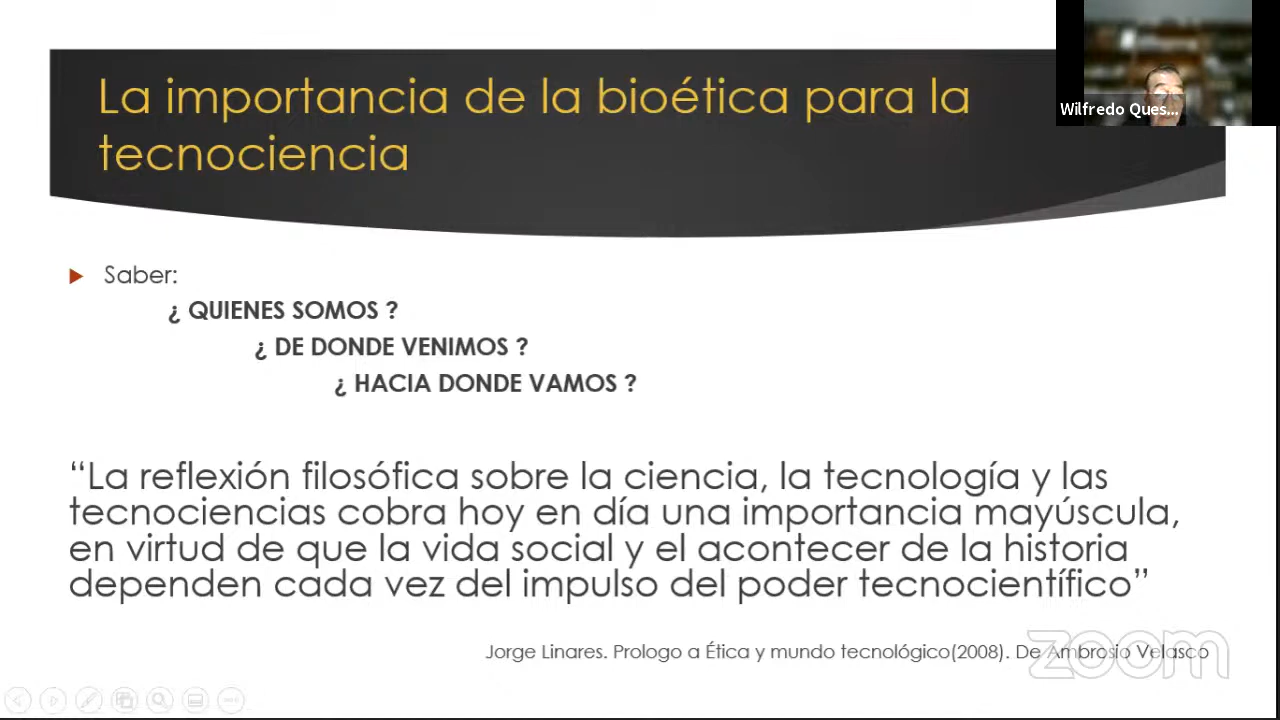 La importancia de la bioética para la
tecnociencia
Wilfredo Ques...
Saber:
¿ QUIENES SOMOS ?
¿ DE DONDE VENIMOS ?
¿ HACIA DONDE VAMOS ?
“La reflexión filosófica sobre la ciencia, la tecnología y las
tecnociencias cobra hoy en día una importancia mayúscula,
en virtud de que la vida social y el acontecer de la historia
dependen cada vez del impulso del poder tecnocientífico”
Jorge Linares. Prologo a Ética y mundo tecnológico(2008). De Ambrosio Velasco
zoom